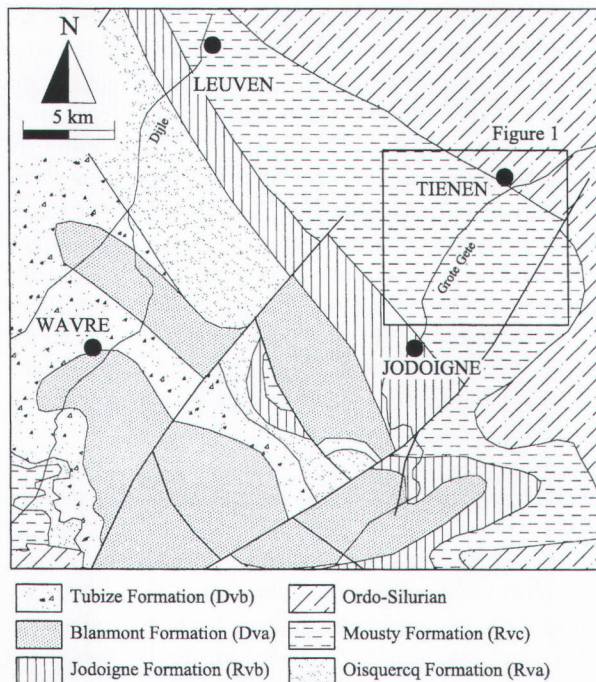 N
5 km
LEUVEN
Dijle
Figure 1
TIENEN
Grote Gete
WAVRE
JODOIGNE
Tubize Formation (Dvb)
Ordo-Silurian
Blanmont Formation (Dva)
Mousty Formation (Rvc)
Jodoigne Formation (Rvb)
Oisquercq Formation (Rva)